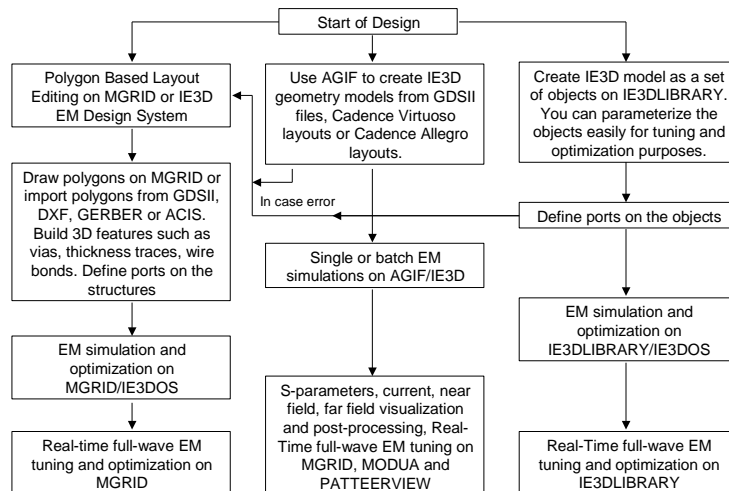 Start of Design
Polygon Based Layout
Editing on MGRID or IE3D
EM Design System
Draw polygons on MGRID or
import polygons from GDSII,
DXF, GERBER or ACIS.
Build 3D features such as
vias, thickness traces, wire
bonds. Define ports on the
structures
EM simulation and
optimization on
MGRID/IE3DOS
Real-time full-wave EM
tuning and optimization on
MGRID
Use AGIF to create IE3D
geometry models from GDSII
files, Cadence Virtuoso
layouts or Cadence Allegro
layouts.
In case error
Single or batch EM
simulations on AGIF/IE3D
S-parameters, current, near
field, far field visualization
and post-processing, Real-
Time full-wave EM tuning on
MGRID, MODUA and
PATTEERVIEW
Create IE3D model as a set
of objects on IE3DLIBRARY.
You can parameterize the
objects easily for tuning and
optimization purposes.
Define ports on the objects
EM simulation and
optimization on
IE3DLIBRARY/IE3DOS
Real-Time full-wave EM
tuning and optimization on
IE3DLIBRARY